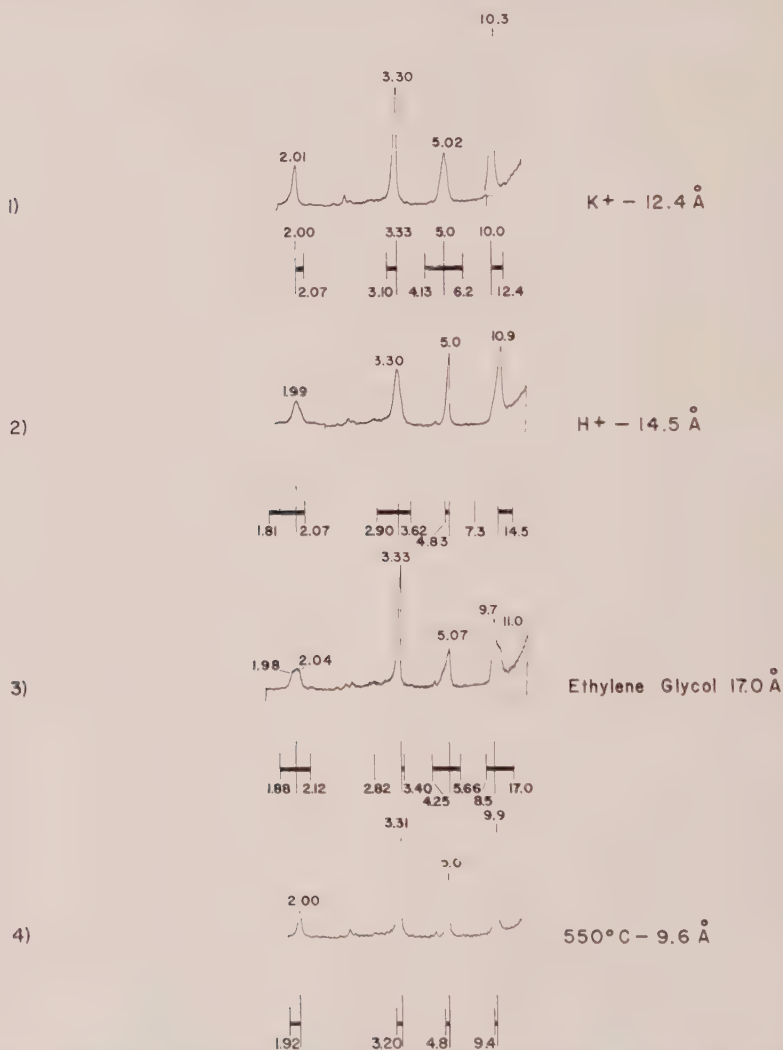 10.3
3.30
2.01 5.02
1) K+ – 12.4 Å
2.00 3.33 5.0 10.0
2.07 3.10 4.13 6.2 12.4
5.0 10.9
3.30
1.99
2) H+ – 14.5 Å
1.81 2.07 2.90 3.62 7.3 14.5
4.83
3.33
9.7
11.0
5.07
1.98 2.04
3) Ethylene Glycol 17.0 Å
1.88 2.12 2.82 3.40 5.66 17.0
4.25 8.5
3.31 9.9
5.0
2.00
4) 550°C – 9.6 Å
1.92 3.20 4.8 9.4